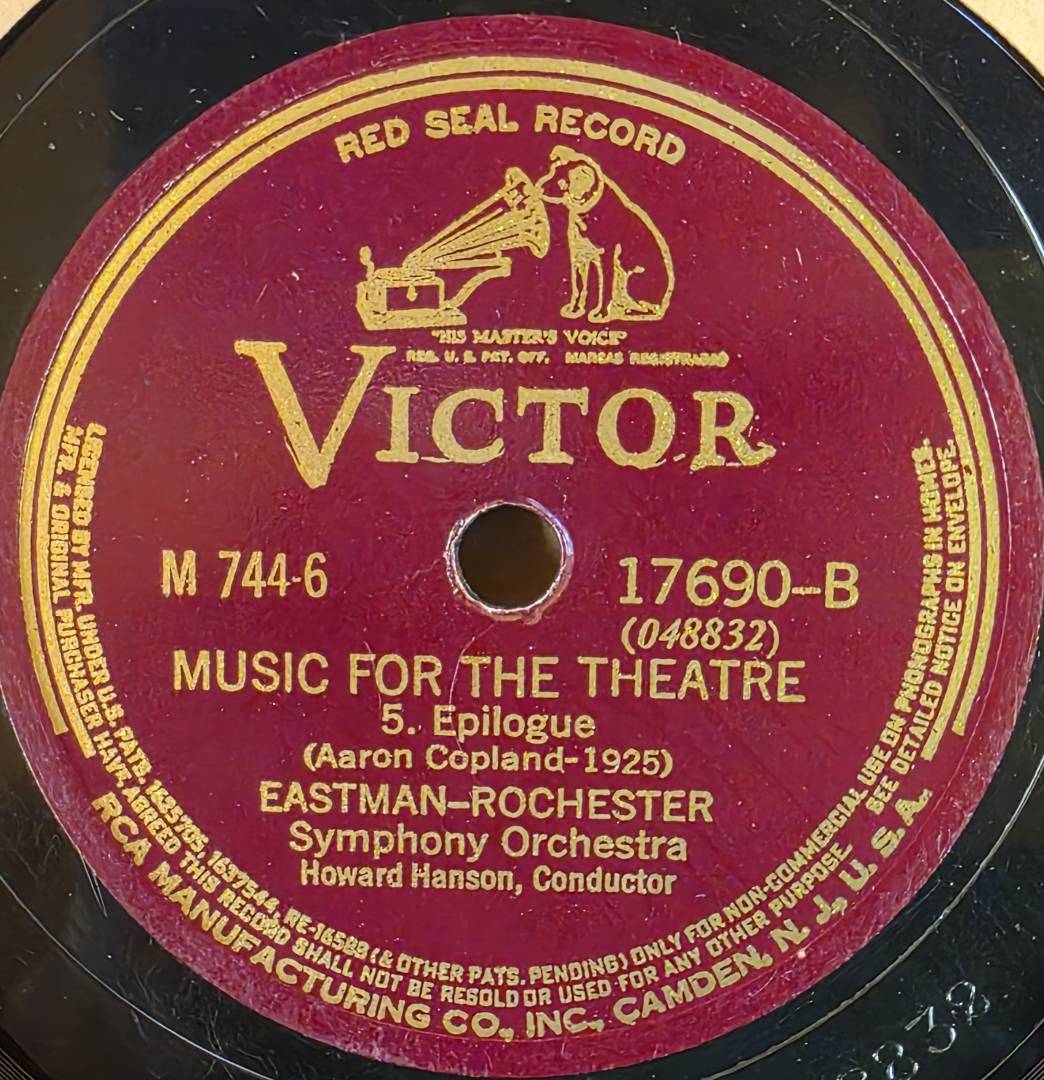 RED SEAL RECORD
"HIS MASTER'S VOICE"
REG. U. S. PAT. OFF. MARCAS REGISTRADAS
VICTOR
M 744-6
17690-B
(048832)
MUSIC FOR THE THEATRE
5. Epilogue
(Aaron Copland-1925)
EASTMAN-ROCHESTER
Symphony Orchestra
Howard Hanson, Conductor
LICENSED BY MFR. UNDER U.S. PATS. 1635705, 1637544, RE-16588 (& OTHER PATS. PENDING) ONLY FOR NON-COMMERCIAL USE ON PHONOGRAPHS IN HOMES.
MFR. & ORIGINAL PURCHASER HAVE AGREED THIS RECORD SHALL NOT BE RESOLD OR USED FOR ANY OTHER PURPOSE SEE DETAILED NOTICE ON ENVELOPE.
RCA MANUFACTURING CO., INC., CAMDEN, N. J., U. S. A.
8832